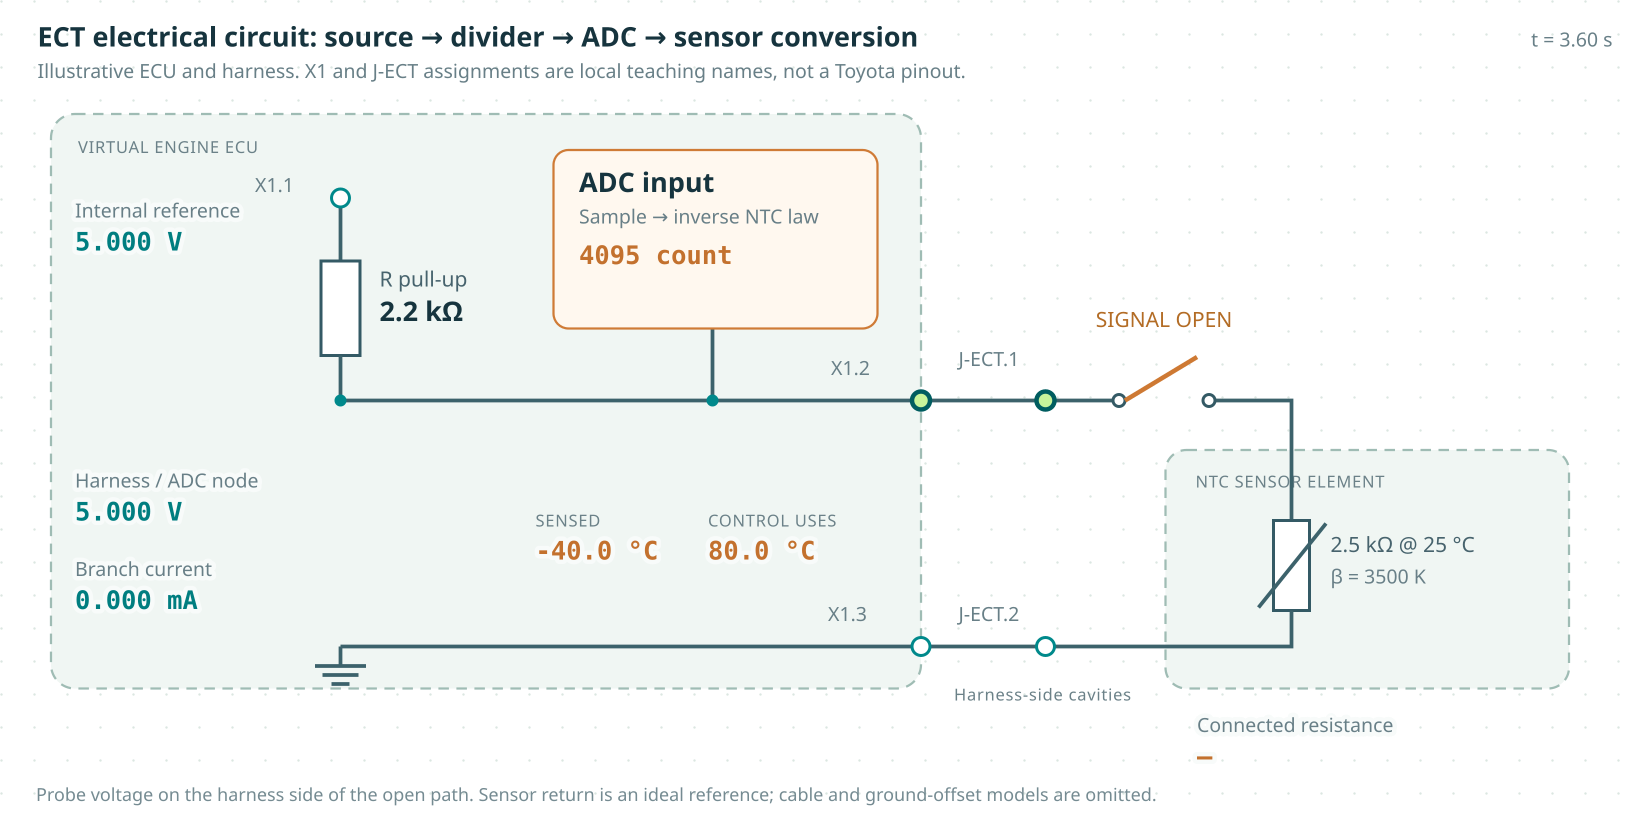 ECT electrical circuit: source → divider → ADC → sensor conversion
t = 3.60 s
Illustrative ECU and harness. X1 and J-ECT assignments are local teaching names, not a Toyota pinout.
VIRTUAL ENGINE ECU
X1.1
Internal reference
5.000 V
R pull-up
2.2 kΩ
ADC input
Sample → inverse NTC law
4095 count
SIGNAL OPEN
X1.2
J-ECT.1
Harness / ADC node
5.000 V
SENSED
-40.0 °C
CONTROL USES
80.0 °C
Branch current
0.000 mA
NTC SENSOR ELEMENT
2.5 kΩ @ 25 °C
β = 3500 K
X1.3
J-ECT.2
Harness-side cavities
Connected resistance
—
Probe voltage on the harness side of the open path. Sensor return is an ideal reference; cable and ground-offset models are omitted.